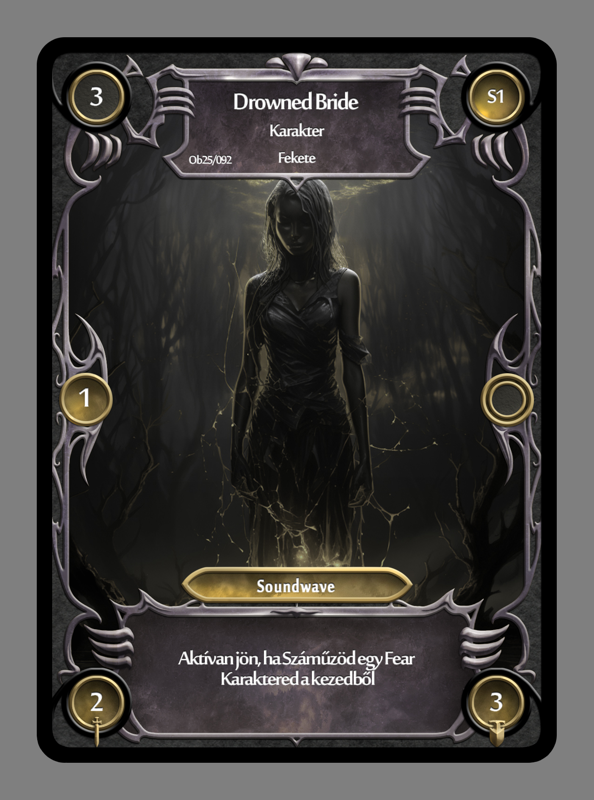 3
Drowned Bride
S1
Karakter
Ob25/092
Fekete
1
Soundwave
Aktívan jön, ha Száműzöd egy Fear
Karaktered a kezedből
2
3